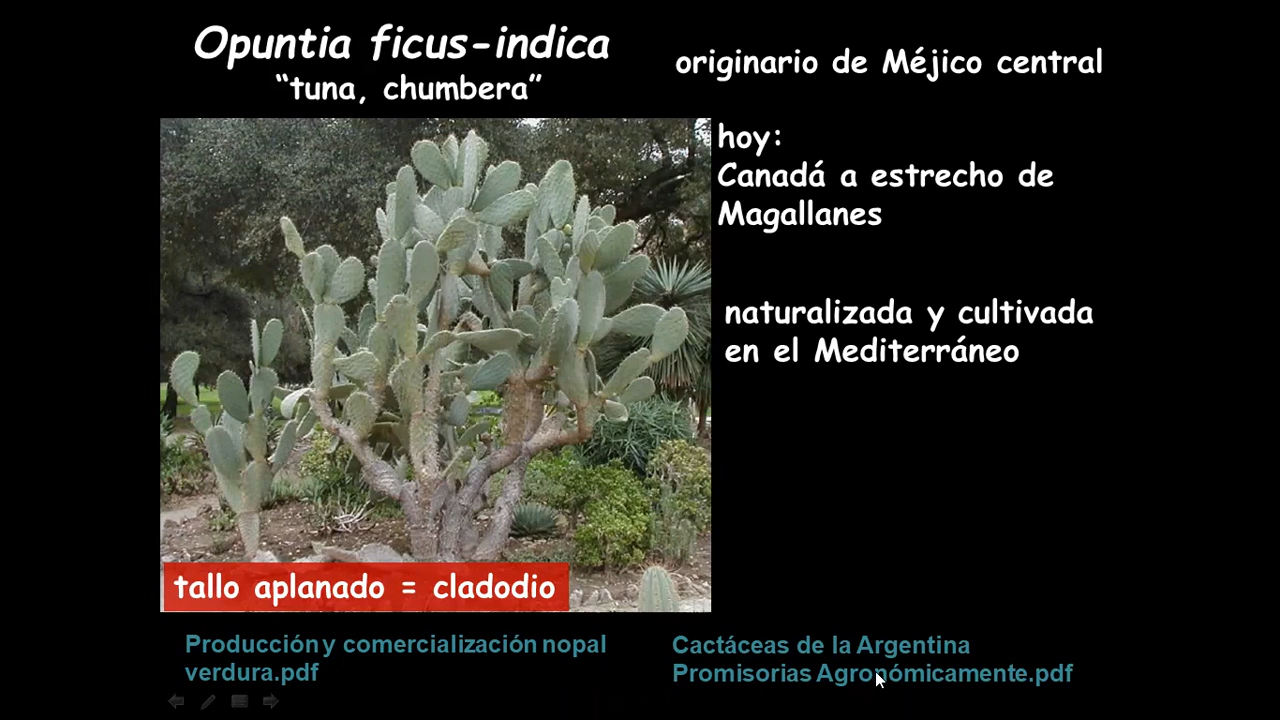 Opuntia ficus-indica
“tuna, chumbera”
originario de Méjico central
hoy:
Canadá a estrecho de
Magallanes
naturalizada y cultivada
en el Mediterráneo
tallo aplanado = cladodio
Producción y comercialización nopal
verdura.pdf
Cactáceas de la Argentina
Promisorias Agronómicamente.pdf